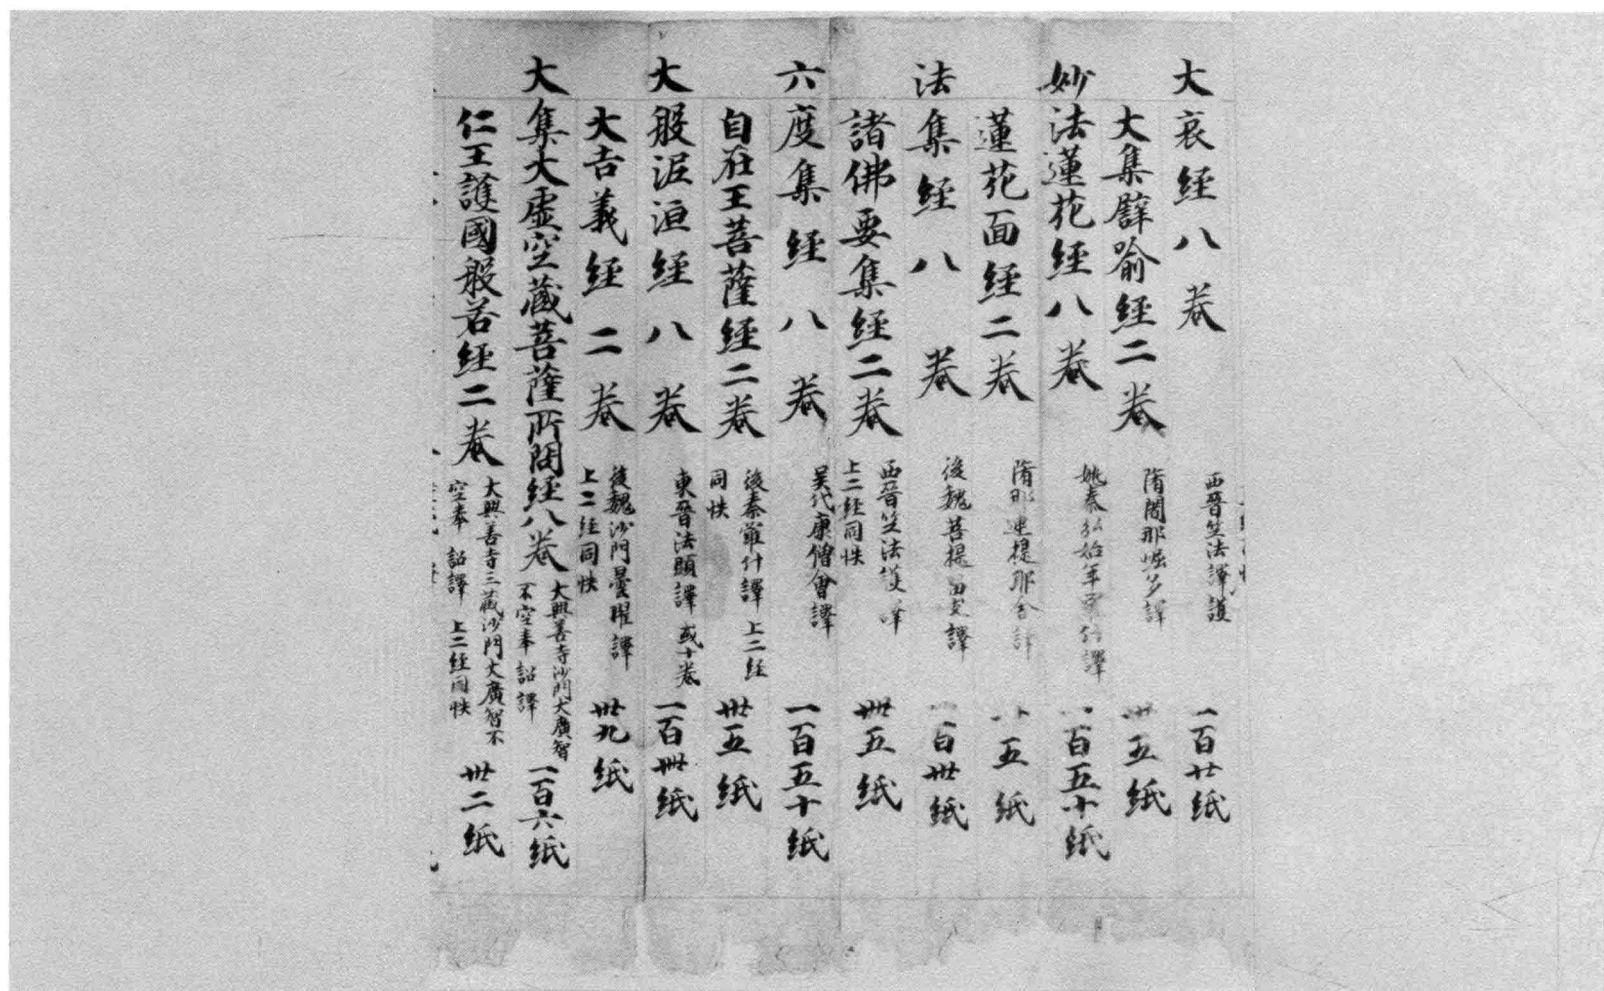 大哀經八卷 西晉竺法譯護 一百廿紙
大集譬喻經二卷 隋闍那崛多譯 卅五紙
妙法蓮花經八卷 姚秦弘始年羅什譯 一百五十紙
蓮花面經二卷 隋那連提耶舍譯 五紙
法集經八卷 後魏菩提留支譯 一百卅紙
諸佛要集經二卷 西晉竺法護譯 上二經同帙 卅五紙
六度集經八卷 吴代康僧會譯 一百五十紙
自在王菩薩經二卷 後秦羅什譯 上二經同帙 卅五紙
大般泥洹經八卷 東晉法顯譯 或十卷 一百卌紙
大吉義經二卷 後魏沙門曇曜譯 上二經同帙 卅九紙
大集大虛空藏菩薩所問經八卷 大興善寺沙門大廣智不空奉 詔譯 一百六紙
仁王護國般若經二卷 大興善寺三藏沙門大廣智不空奉 詔譯 上二經同帙 卅二紙